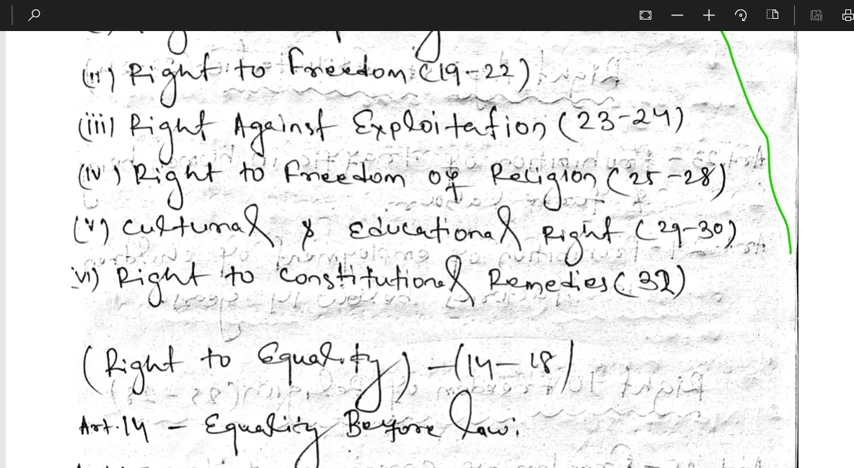 (ii) Right to Freedom (19-22)
(iii) Right Against Exploitation (23-24)
(iv) Right to Freedom of Religion (25-28)
(v) Cultural & Educational Right (29-30)
vi) Right to Constitutional Remedies (32)
(Right to Equality) - (14-18)
Art.14 - Equality Before law: